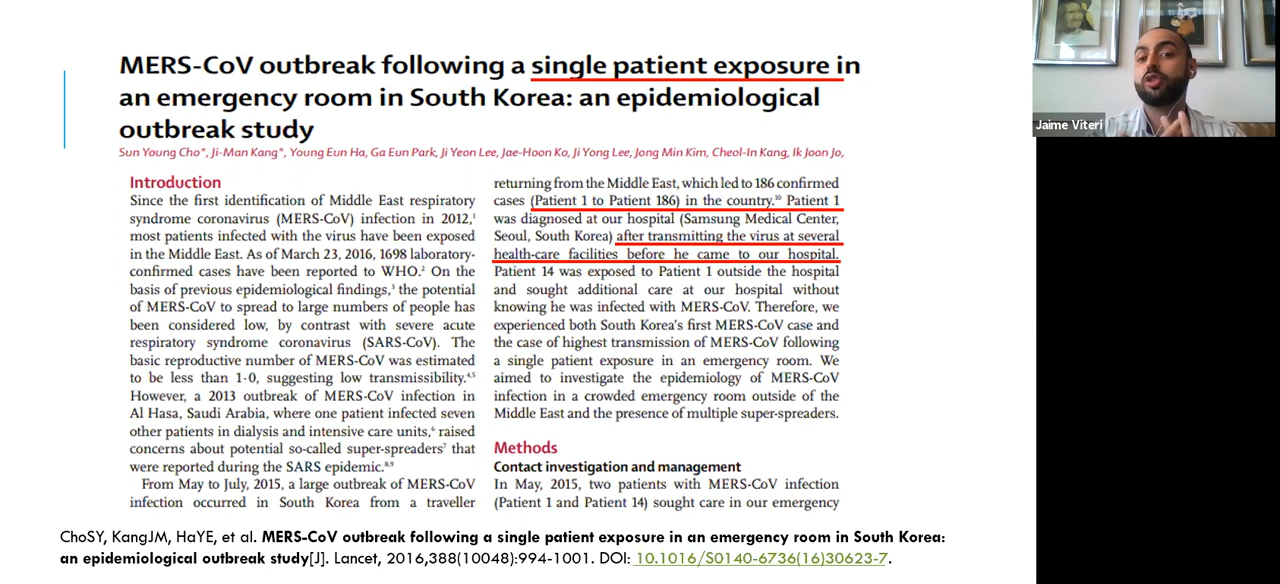 MERS-CoV outbreak following a single patient exposure in
an emergency room in South Korea: an epidemiological
outbreak study
Sun Young Cho*, Ji-Man Kang*, Young Eun Ha, Ga Eun Park, Ji Yeon Lee, Jae-Hoon Ko, Ji Yong Lee, Jong Min Kim, Cheol-In Kang, Ik Joon Jo,
Introduction
Since the first identification of Middle East respiratory
syndrome coronavirus (MERS-CoV) infection in 2012,¹
most patients infected with the virus have been exposed
in the Middle East. As of March 23, 2016, 1698 laboratory-
confirmed cases have been reported to WHO.² On the
basis of previous epidemiological findings,³ the potential
of MERS-CoV to spread to large numbers of people has
been considered low, by contrast with severe acute
respiratory syndrome coronavirus (SARS-CoV). The
basic reproductive number of MERS-CoV was estimated
to be less than 1·0, suggesting low transmissibility.⁴,⁵
However, a 2013 outbreak of MERS-CoV infection in
Al Hasa, Saudi Arabia, where one patient infected seven
other patients in dialysis and intensive care units,⁶ raised
concerns about potential so-called super-spreaders⁷ that
were reported during the SARS epidemic.⁸,⁹
From May to July, 2015, a large outbreak of MERS-CoV
infection occurred in South Korea from a traveller
returning from the Middle East, which led to 186 confirmed
cases (Patient 1 to Patient 186) in the country.¹⁰ Patient 1
was diagnosed at our hospital (Samsung Medical Center,
Seoul, South Korea) after transmitting the virus at several
health-care facilities before he came to our hospital.
Patient 14 was exposed to Patient 1 outside the hospital
and sought additional care at our hospital without
knowing he was infected with MERS-CoV. Therefore, we
experienced both South Korea's first MERS-CoV case and
the case of highest transmission of MERS-CoV following
a single patient exposure in an emergency room. We
aimed to investigate the epidemiology of MERS-CoV
infection in a crowded emergency room outside of the
Middle East and the presence of multiple super-spreaders.
Methods
Contact investigation and management
In May, 2015, two patients with MERS-CoV infection
(Patient 1 and Patient 14) sought care in our emergency
ChoSY, KangJM, HaYE, et al. MERS-CoV outbreak following a single patient exposure in an emergency room in South Korea:
an epidemiological outbreak study[J]. Lancet, 2016,388(10048):994-1001. DOI: 10.1016/S0140-6736(16)30623-7.
Jaime Viteri